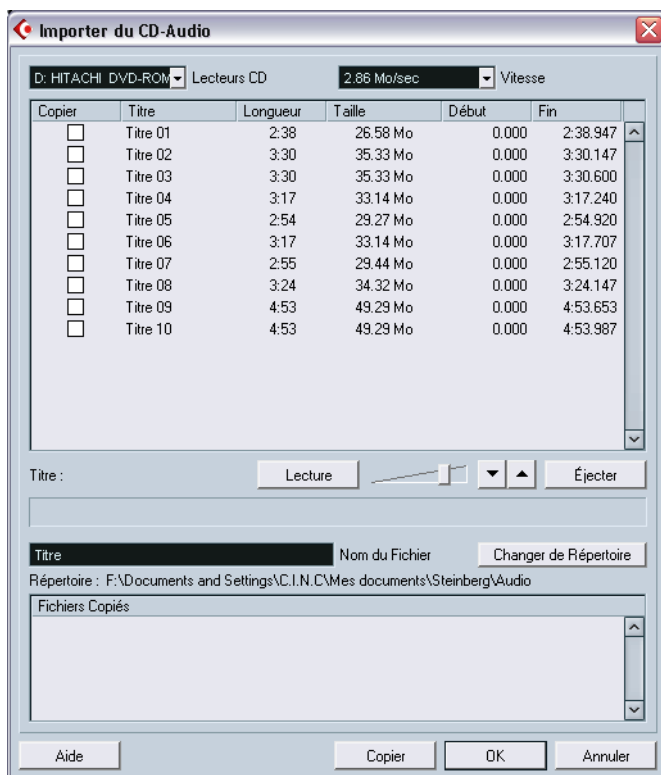 Importer du CD-Audio
D: HITACHI DVD-ROM Lecteurs CD 2.86 Mo/sec Vitesse
Copier Titre Longueur Taille Début Fin
Titre 01 2:38 26.58 Mo 0.000 2:38.947
Titre 02 3:30 35.33 Mo 0.000 3:30.147
Titre 03 3:30 35.33 Mo 0.000 3:30.600
Titre 04 3:17 33.14 Mo 0.000 3:17.240
Titre 05 2:54 29.27 Mo 0.000 2:54.920
Titre 06 3:17 33.14 Mo 0.000 3:17.707
Titre 07 2:55 29.44 Mo 0.000 2:55.120
Titre 08 3:24 34.32 Mo 0.000 3:24.147
Titre 09 4:53 49.29 Mo 0.000 4:53.653
Titre 10 4:53 49.29 Mo 0.000 4:53.987
Titre : Lecture Éjecter
Titre Nom du Fichier Changer de Répertoire
Répertoire : F:\Documents and Settings\C.I.N.C\Mes documents\Steinberg\Audio
Fichiers Copiés
Aide Copier OK Annuler